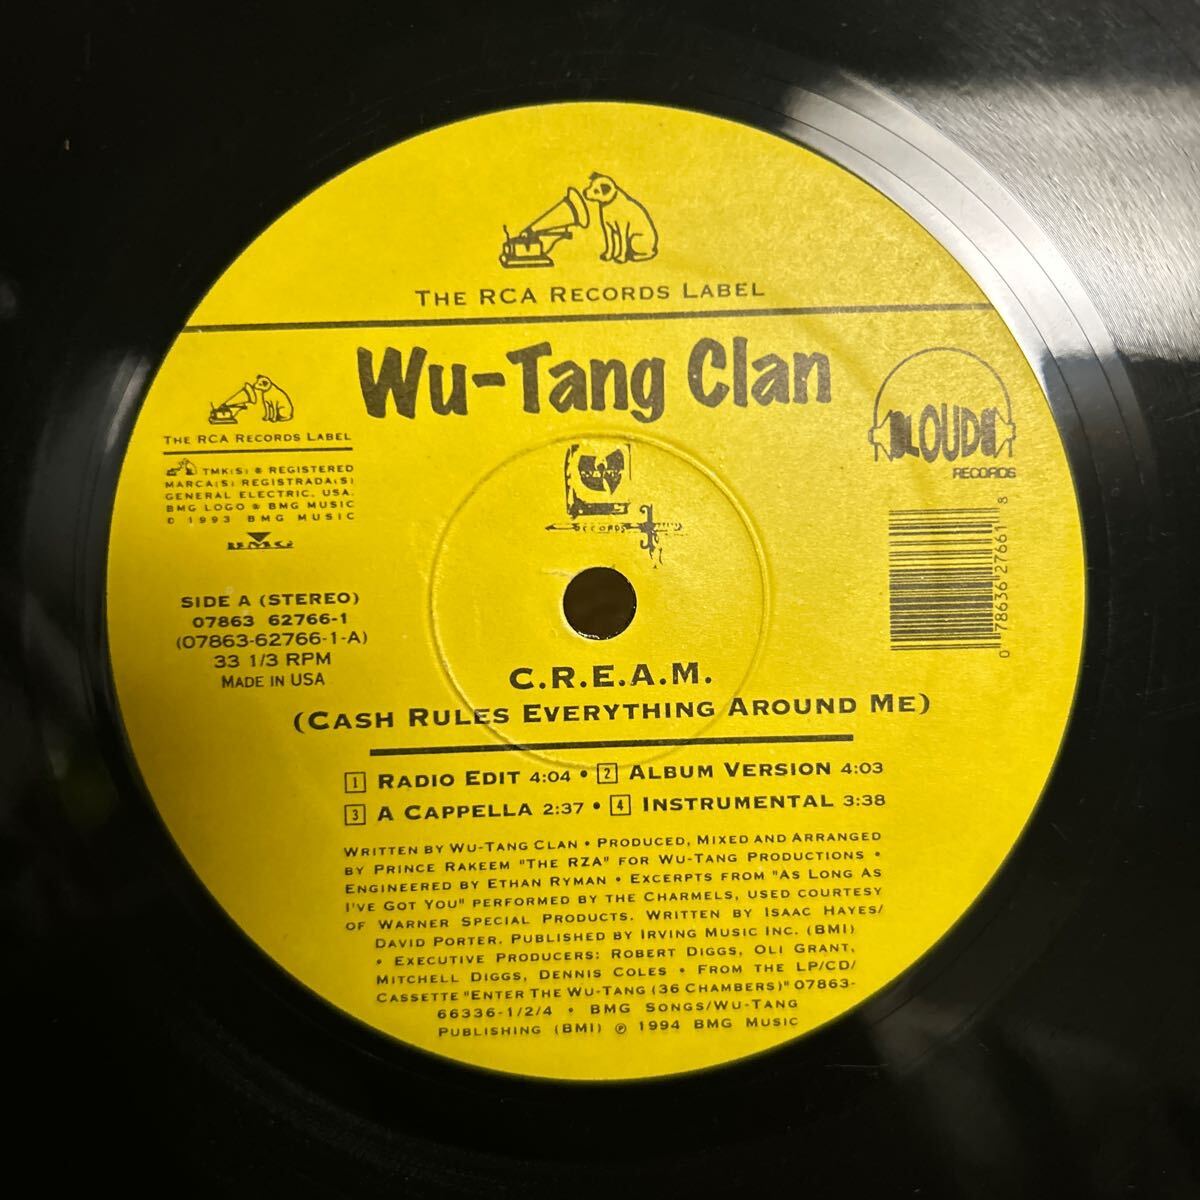 THE RCA RECORDS LABEL
Wu-Tang Clan
THE RCA RECORDS LABEL
TMK(S) ® REGISTERED
MARCA(S) REGISTRADA(S)
GENERAL ELECTRIC, USA.
BMG LOGO ® BMG MUSIC
© 1993 BMG MUSIC
BMG
LOUD
RECORDS
WU-TANG
RECORDS
0 78636 27661 8
SIDE A (STEREO)
07863 62766-1
(07863-62766-1-A)
33 1/3 RPM
MADE IN USA
C.R.E.A.M.
(CASH RULES EVERYTHING AROUND ME)
1 RADIO EDIT 4:04 • 2 ALBUM VERSION 4:03
3 A CAPPELLA 2:37 • 4 INSTRUMENTAL 3:38
WRITTEN BY WU-TANG CLAN • PRODUCED, MIXED AND ARRANGED
BY PRINCE RAKEEM "THE RZA" FOR WU-TANG PRODUCTIONS •
ENGINEERED BY ETHAN RYMAN • EXCERPTS FROM "AS LONG AS
I'VE GOT YOU" PERFORMED BY THE CHARMELS, USED COURTESY
OF WARNER SPECIAL PRODUCTS. WRITTEN BY ISAAC HAYES/
DAVID PORTER. PUBLISHED BY IRVING MUSIC INC. (BMI)
• EXECUTIVE PRODUCERS: ROBERT DIGGS, OLI GRANT,
MITCHELL DIGGS, DENNIS COLES • FROM THE LP/CD/
CASSETTE "ENTER THE WU-TANG (36 CHAMBERS)" 07863-
66336-1/2/4 • BMG SONGS/WU-TANG
PUBLISHING (BMI) ℗ 1994 BMG MUSIC